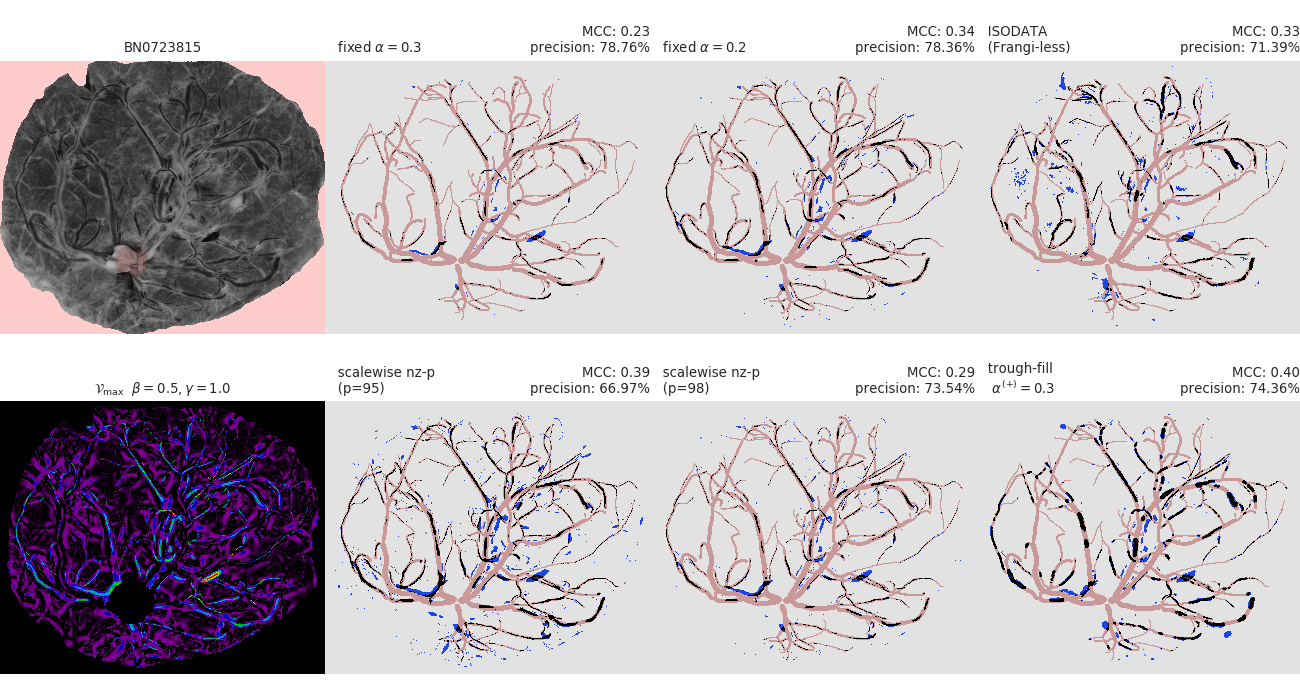 BN0723815
fixed α = 0.3
MCC: 0.23
precision: 78.76%
fixed α = 0.2
MCC: 0.34
precision: 78.36%
ISODATA
(Frangi-less)
MCC: 0.33
precision: 71.39%
𝒱max β = 0.5, γ = 1.0
scalewise nz-p
(p=95)
MCC: 0.39
precision: 66.97%
scalewise nz-p
(p=98)
MCC: 0.29
precision: 73.54%
trough-fill
α(+) = 0.3
MCC: 0.40
precision: 74.36%